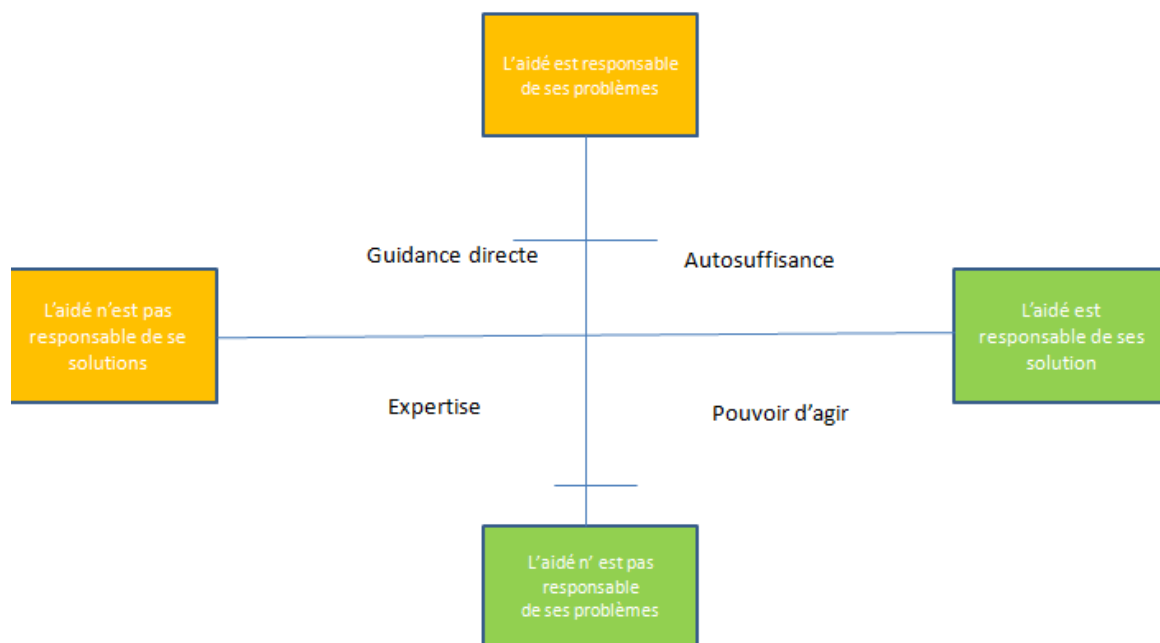 L'aidé est responsable
de ses problèmes
Guidance directe
Autosuffisance
L'aidé n'est pas
responsable de se
solutions
L'aidé est
responsable de ses
solution
Expertise
Pouvoir d'agir
L'aidé n' est pas
responsable
de ses problèmes